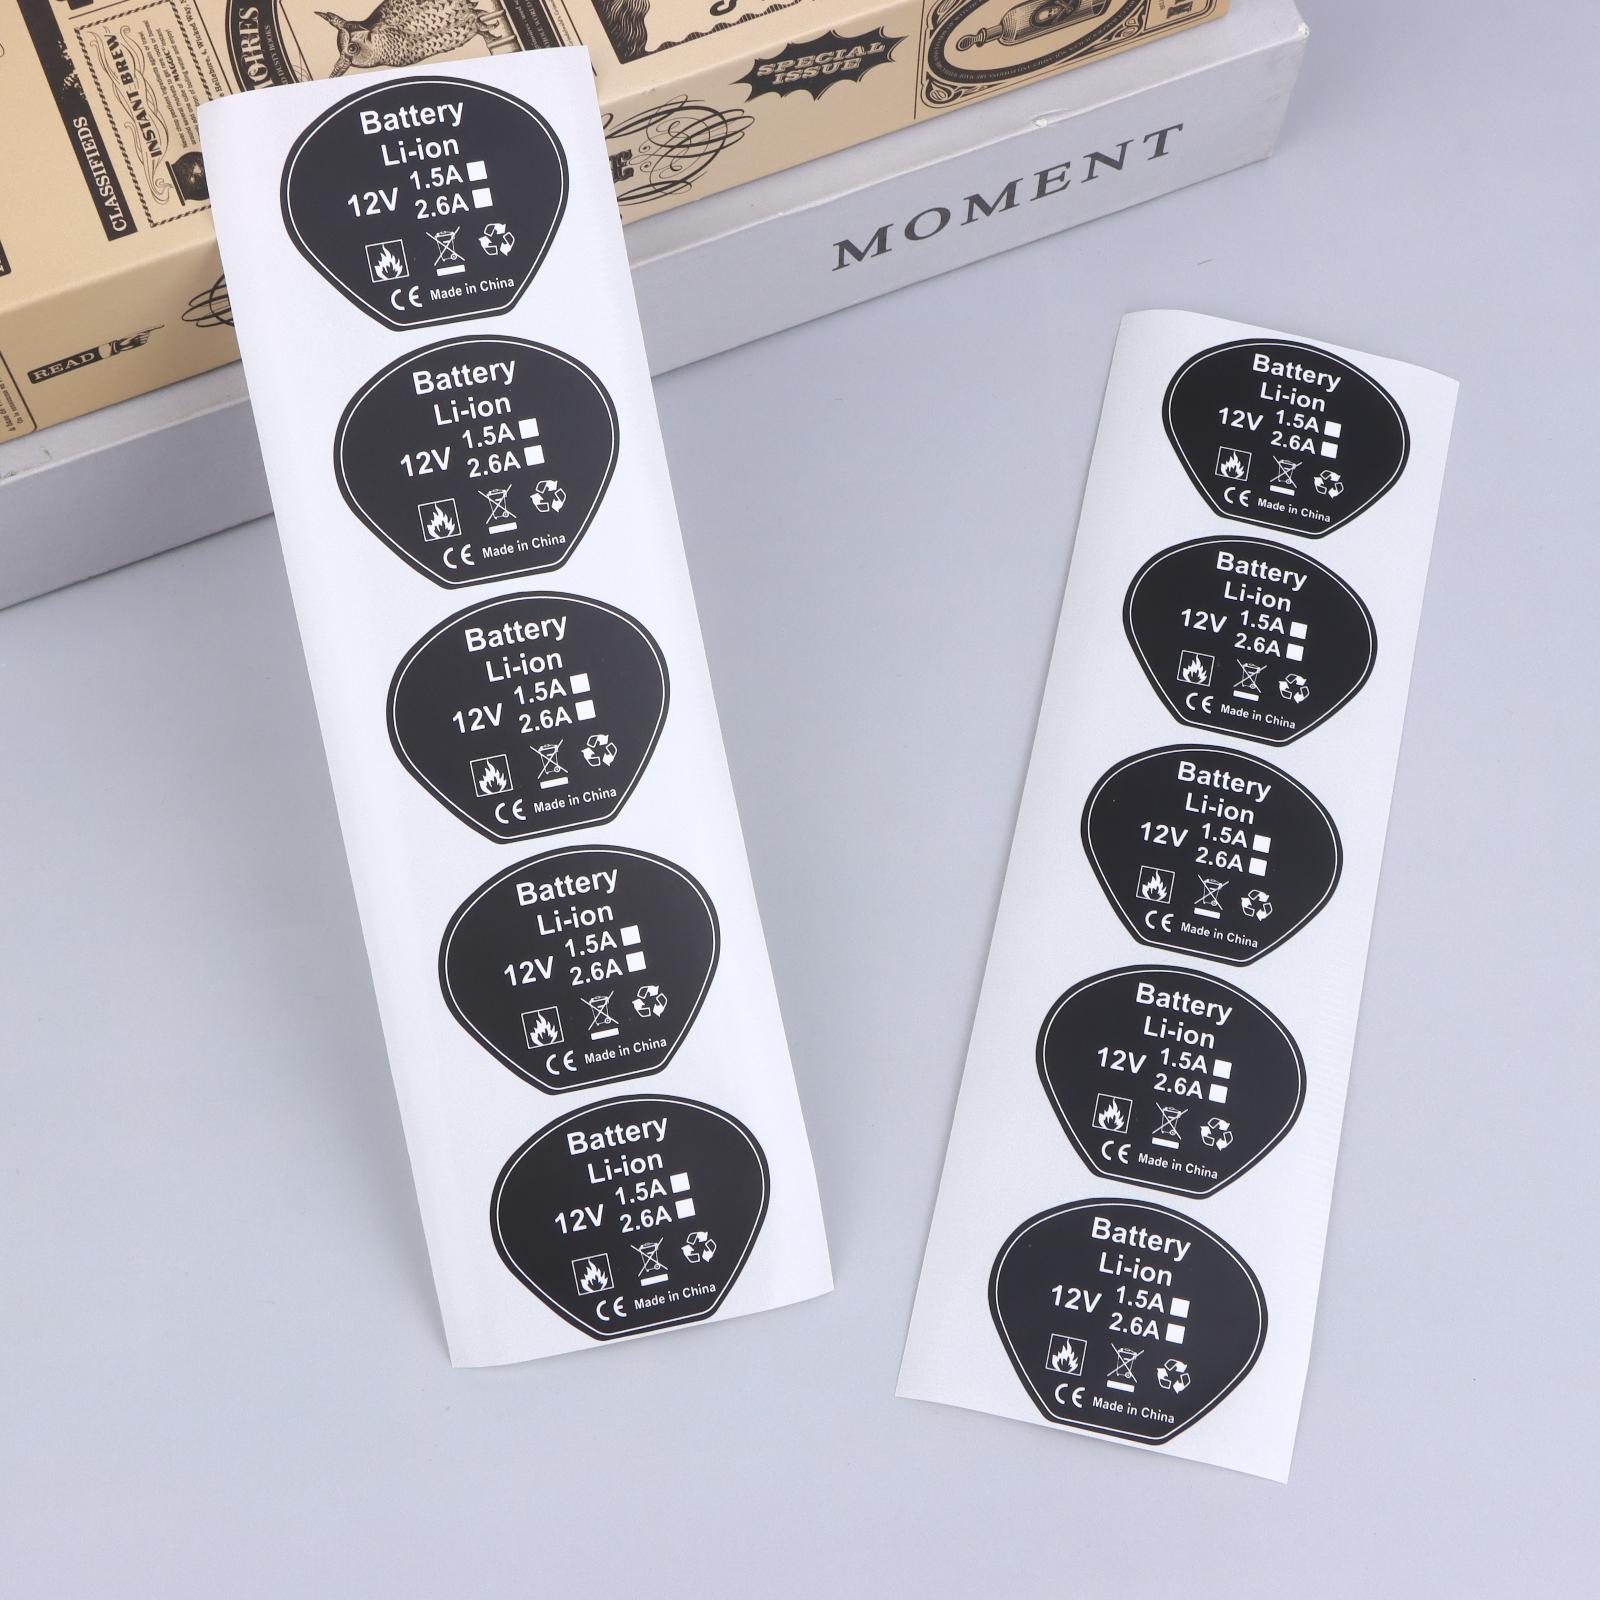 CLASSIFIEDS
INSTANT BREW
READ
SPECIAL
ISSUE
MOMENT
Battery
Li-ion
12V 1.5A
2.6A
CE Made in China
Battery
Li-ion
12V 1.5A
2.6A
CE Made in China
Battery
Li-ion
12V 1.5A
2.6A
CE Made in China
Battery
Li-ion
12V 1.5A
2.6A
CE Made in China
Battery
Li-ion
12V 1.5A
2.6A
CE Made in China
Battery
Li-ion
12V 1.5A
2.6A
CE Made in China
Battery
Li-ion
12V 1.5A
2.6A
CE Made in China
Battery
Li-ion
12V 1.5A
2.6A
CE Made in China
Battery
Li-ion
12V 1.5A
2.6A
CE Made in China
Battery
Li-ion
12V 1.5A
2.6A
CE Made in China